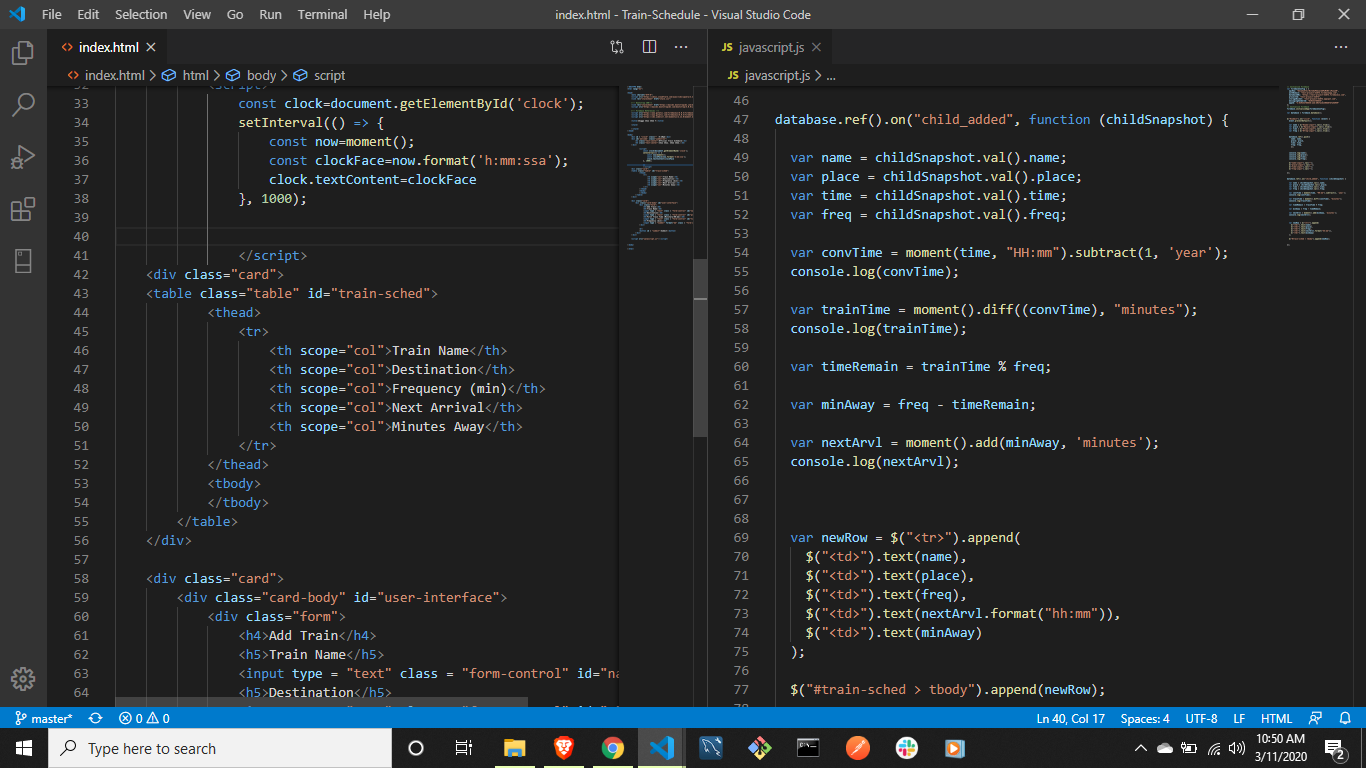 File Edit Selection View Go Run Terminal Help
index.html - Train-Schedule - Visual Studio Code
index.html
index.html > html > body > script
33 const clock=document.getElementById('clock');
34 setInterval(() => {
35 const now=moment();
36 const clockFace=now.format('h:mm:ssa');
37 clock.textContent=clockFace
38 }, 1000);
39
40
41 </script>
42 <div class="card">
43 <table class="table" id="train-sched">
44 <thead>
45 <tr>
46 <th scope="col">Train Name</th>
47 <th scope="col">Destination</th>
48 <th scope="col">Frequency (min)</th>
49 <th scope="col">Next Arrival</th>
50 <th scope="col">Minutes Away</th>
51 </tr>
52 </thead>
53 <tbody>
54 </tbody>
55 </table>
56 </div>
57
58 <div class="card">
59 <div class="card-body" id="user-interface">
60 <div class="form">
61 <h4>Add Train</h4>
62 <h5>Train Name</h5>
63 <input type = "text" class = "form-control" id="na
64 <h5>Destination</h5>
JS javascript.js
JS javascript.js > ...
46
47 database.ref().on("child_added", function (childSnapshot) {
48
49 var name = childSnapshot.val().name;
50 var place = childSnapshot.val().place;
51 var time = childSnapshot.val().time;
52 var freq = childSnapshot.val().freq;
53
54 var convTime = moment(time, "HH:mm").subtract(1, 'year');
55 console.log(convTime);
56
57 var trainTime = moment().diff((convTime), "minutes");
58 console.log(trainTime);
59
60 var timeRemain = trainTime % freq;
61
62 var minAway = freq - timeRemain;
63
64 var nextArvl = moment().add(minAway, 'minutes');
65 console.log(nextArvl);
66
67
68
69 var newRow = $("<tr>").append(
70 $("<td>").text(name),
71 $("<td>").text(place),
72 $("<td>").text(freq),
73 $("<td>").text(nextArvl.format("hh:mm")),
74 $("<td>").text(minAway)
75 );
76
77 $("#train-sched > tbody").append(newRow);
master* 0 0 Ln 40, Col 17 Spaces: 4 UTF-8 LF HTML
Type here to search
10:50 AM
3/11/2020
2